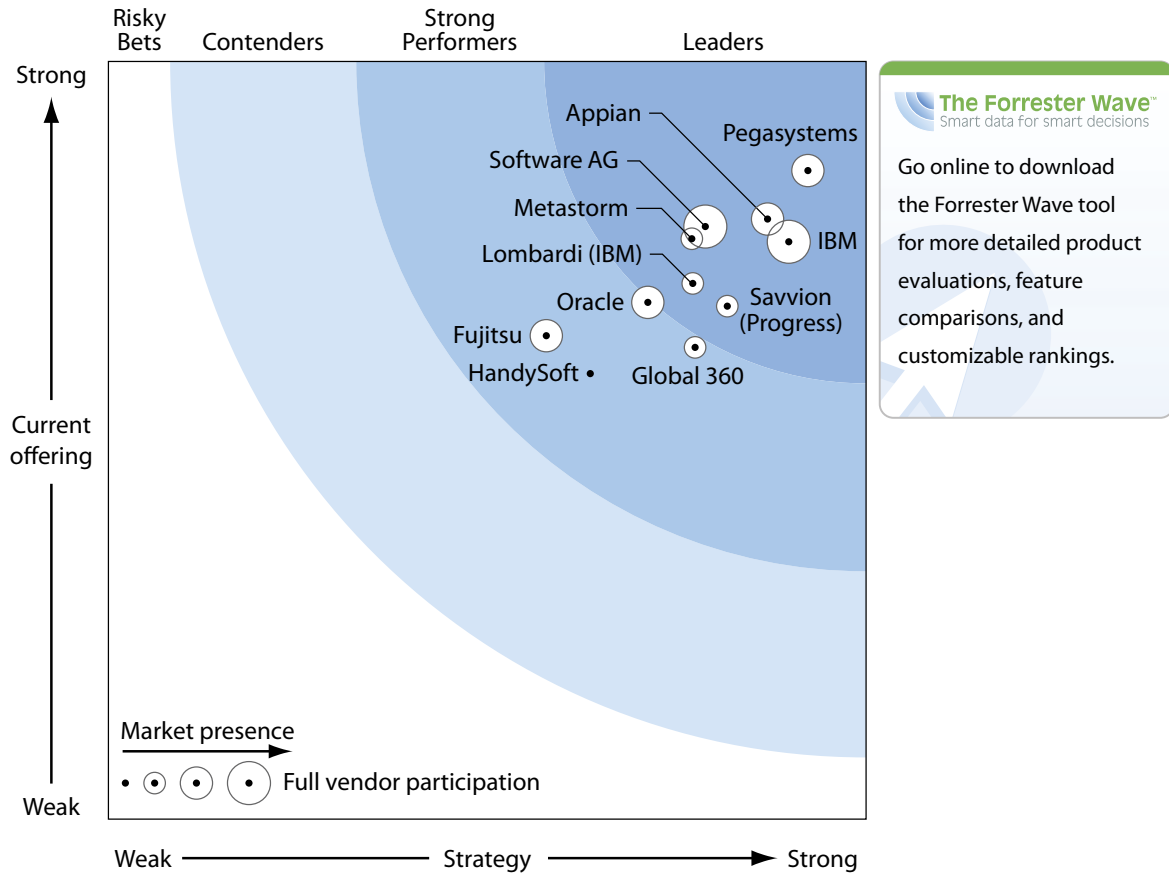 Risky
Bets
Contenders
Strong
Performers
Leaders
Strong
Current
offering
Weak
Appian
Pegasystems
Software AG
Metastorm
IBM
Lombardi (IBM)
Oracle
Savvion
(Progress)
Fujitsu
HandySoft
Global 360
Market presence
Full vendor participation
Weak
Strategy
Strong
The Forrester Wave™
Smart data for smart decisions
Go online to download
the Forrester Wave tool
for more detailed product
evaluations, feature
comparisons, and
customizable rankings.